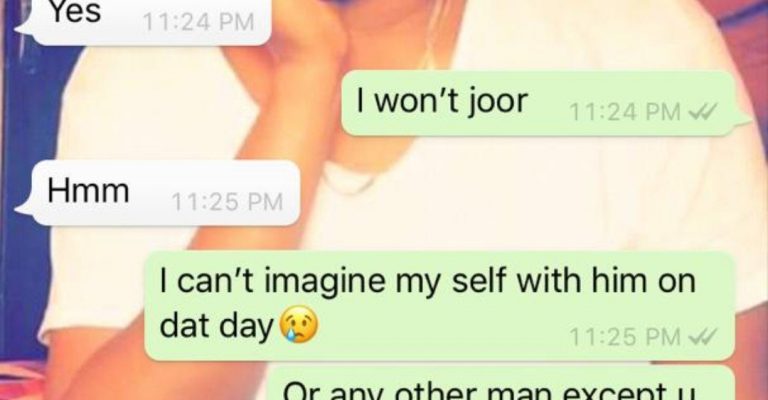 Yes 11:24 PM
I won't joor 11:24 PM
Hmm 11:25 PM
I can't imagine my self with him on
dat day😢 11:25 PM
Or any other man except u